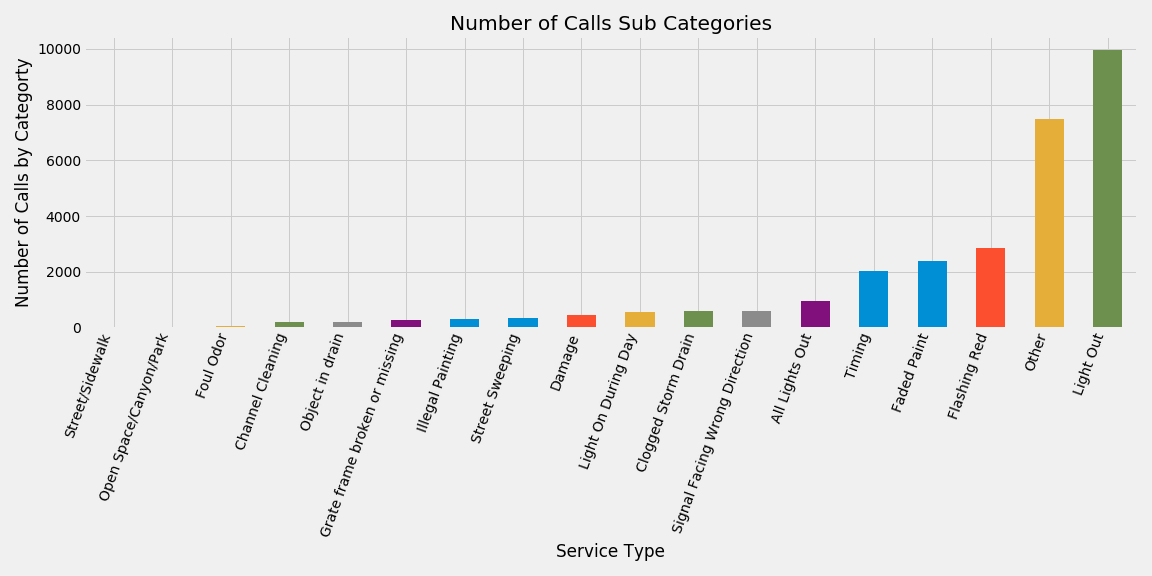 Number of Calls Sub Categories
Number of Calls by Categorty
10000
8000
6000
4000
2000
0
Street/Sidewalk
Open Space/Canyon/Park
Foul Odor
Channel Cleaning
Object in drain
Grate frame broken or missing
Illegal Painting
Street Sweeping
Damage
Light On During Day
Clogged Storm Drain
Signal Facing Wrong Direction
All Lights Out
Timing
Faded Paint
Flashing Red
Other
Light Out
Service Type